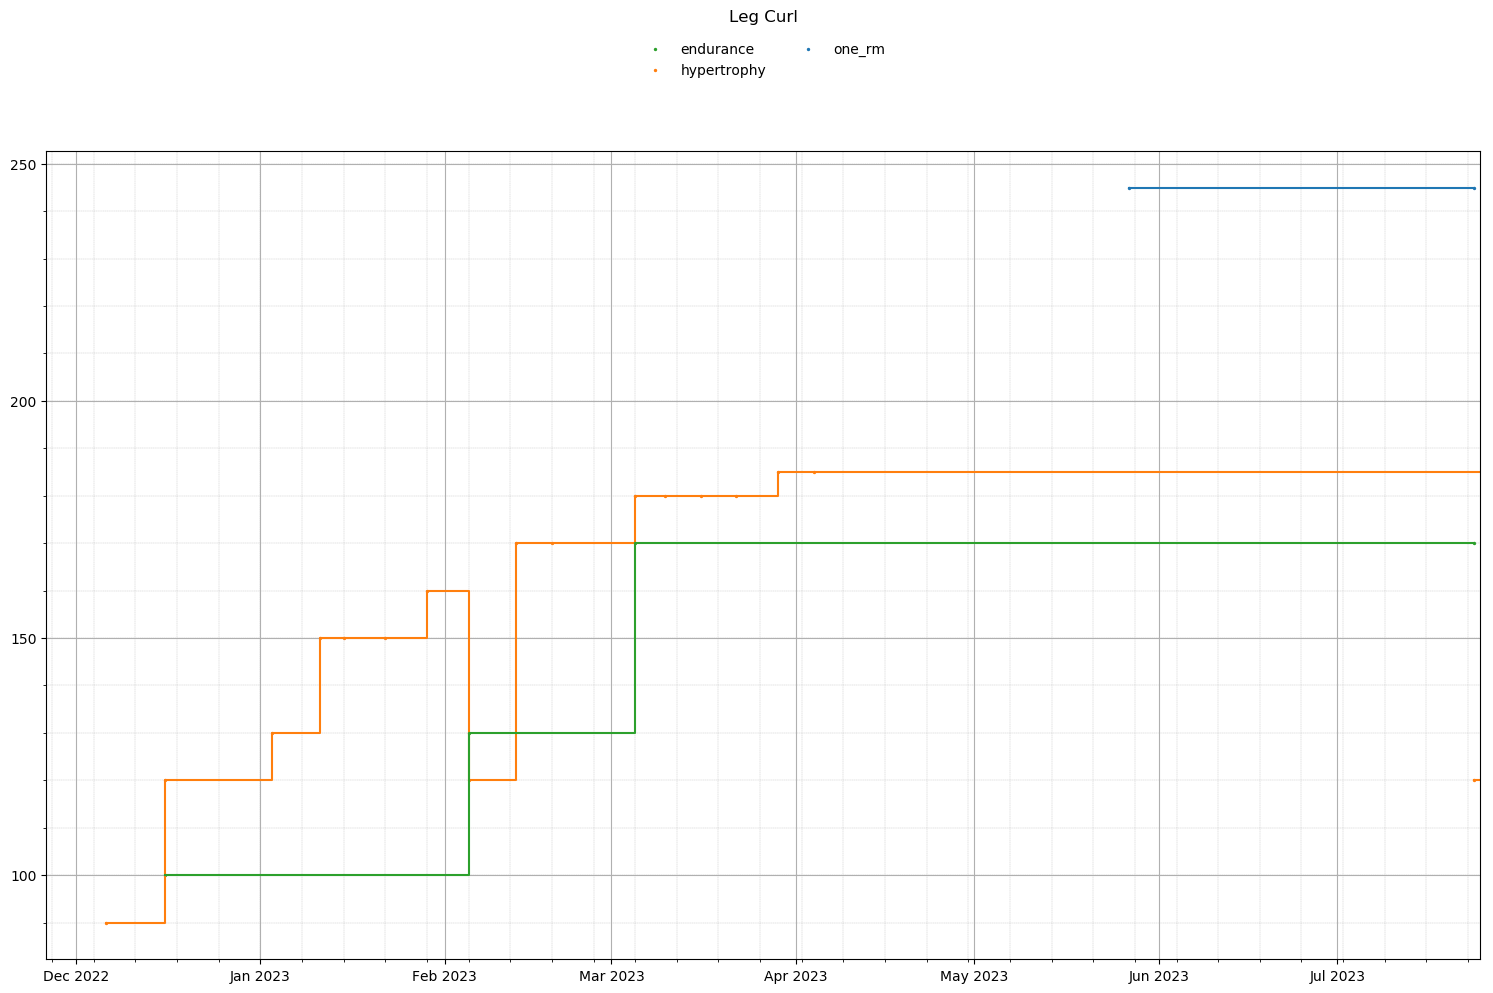 Leg Curl
endurance
hypertrophy
one_rm
250
200
150
100
Dec 2022
Jan 2023
Feb 2023
Mar 2023
Apr 2023
May 2023
Jun 2023
Jul 2023